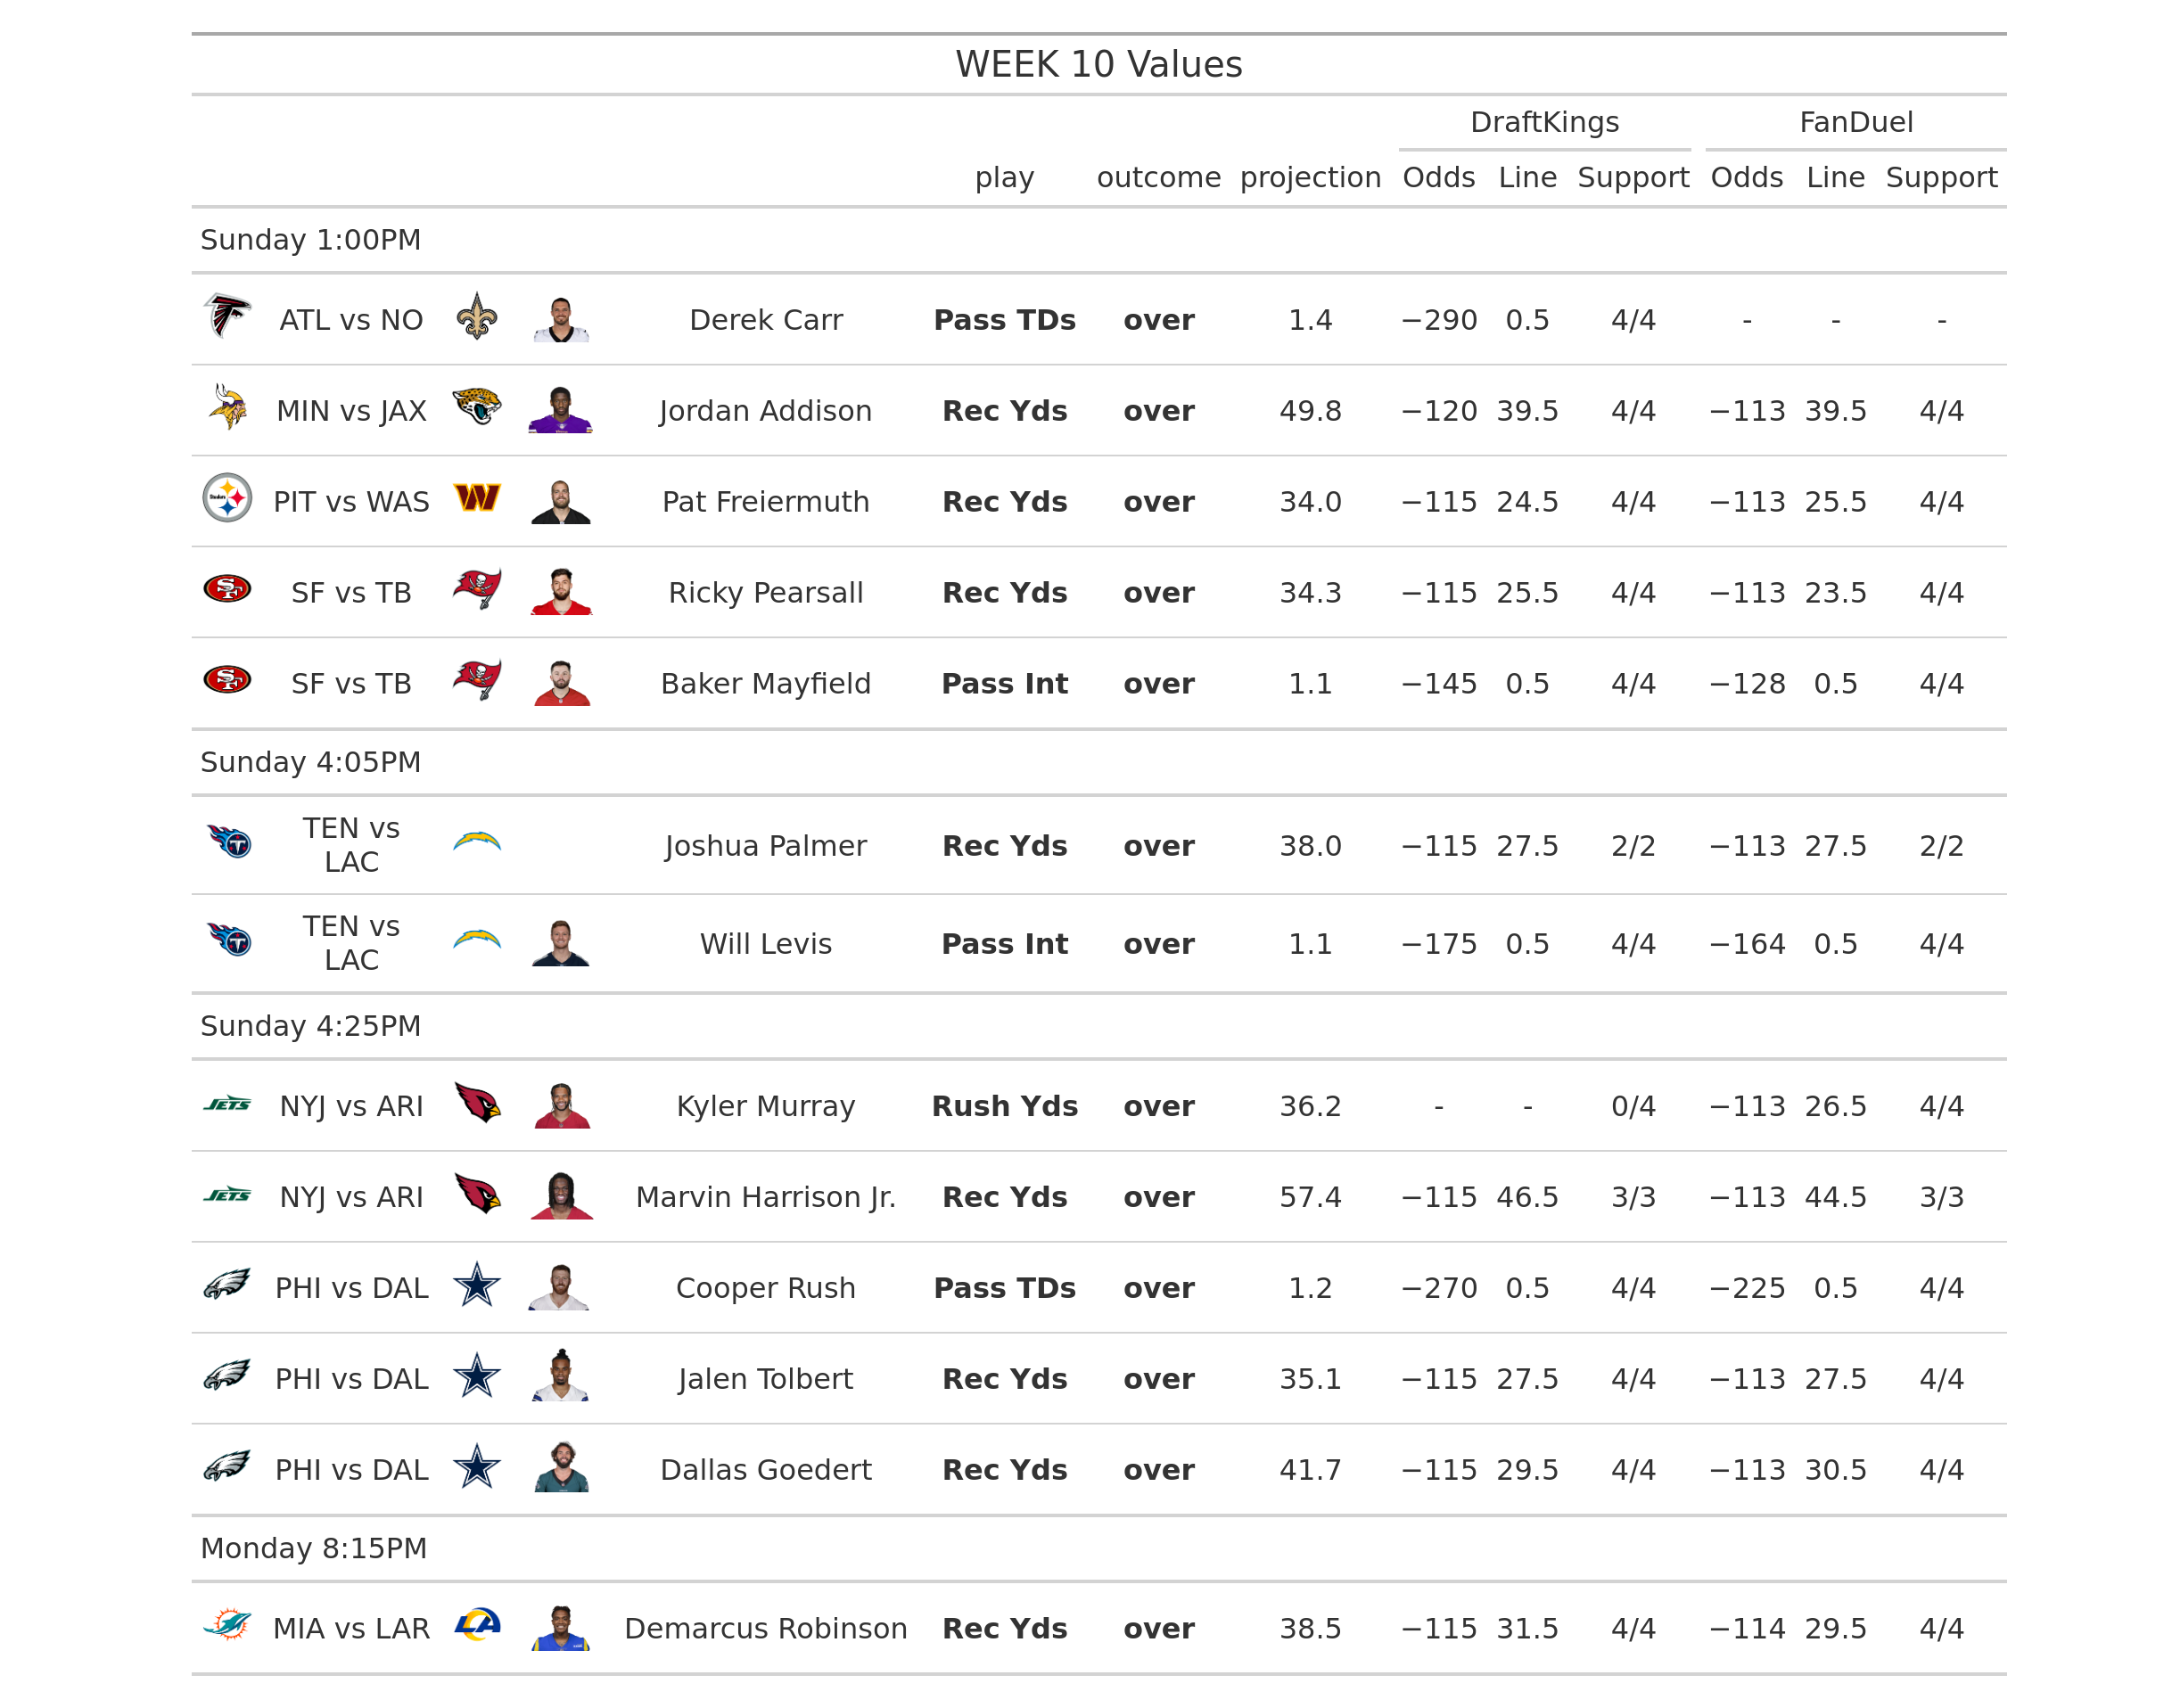 WEEK 10 Values
DraftKings FanDuel
play outcome projection Odds Line Support Odds Line Support
Sunday 1:00PM
ATL vs NO Derek Carr Pass TDs over 1.4 −290 0.5 4/4 - - -
MIN vs JAX Jordan Addison Rec Yds over 49.8 −120 39.5 4/4 −113 39.5 4/4
PIT vs WAS Pat Freiermuth Rec Yds over 34.0 −115 24.5 4/4 −113 25.5 4/4
SF vs TB Ricky Pearsall Rec Yds over 34.3 −115 25.5 4/4 −113 23.5 4/4
SF vs TB Baker Mayfield Pass Int over 1.1 −145 0.5 4/4 −128 0.5 4/4
Sunday 4:05PM
TEN vs
LAC Joshua Palmer Rec Yds over 38.0 −115 27.5 2/2 −113 27.5 2/2
TEN vs
LAC Will Levis Pass Int over 1.1 −175 0.5 4/4 −164 0.5 4/4
Sunday 4:25PM
JETS NYJ vs ARI Kyler Murray Rush Yds over 36.2 - - 0/4 −113 26.5 4/4
JETS NYJ vs ARI Marvin Harrison Jr. Rec Yds over 57.4 −115 46.5 3/3 −113 44.5 3/3
PHI vs DAL Cooper Rush Pass TDs over 1.2 −270 0.5 4/4 −225 0.5 4/4
PHI vs DAL Jalen Tolbert Rec Yds over 35.1 −115 27.5 4/4 −113 27.5 4/4
PHI vs DAL Dallas Goedert Rec Yds over 41.7 −115 29.5 4/4 −113 30.5 4/4
Monday 8:15PM
MIA vs LAR LA Demarcus Robinson Rec Yds over 38.5 −115 31.5 4/4 −114 29.5 4/4